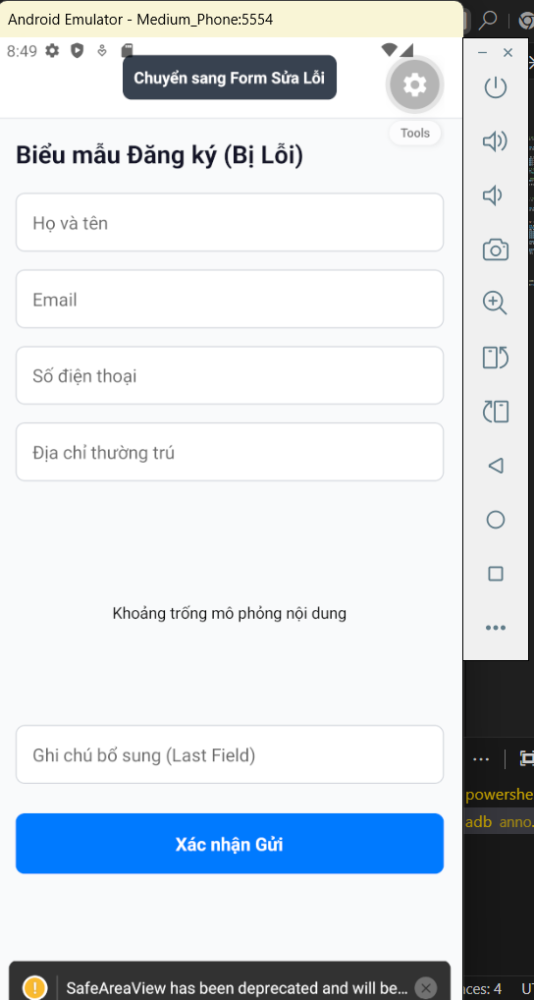 Android Emulator - Medium_Phone:5554
8:49
Chuyển sang Form Sửa Lỗi
Tools
Biểu mẫu Đăng ký (Bị Lỗi)
Họ và tên
Email
Số điện thoại
Địa chỉ thường trú
Khoảng trống mô phỏng nội dung
Ghi chú bổ sung (Last Field)
Xác nhận Gửi
powershe
adb anno.
SafeAreaView has been deprecated and will be...
ces: 4 U